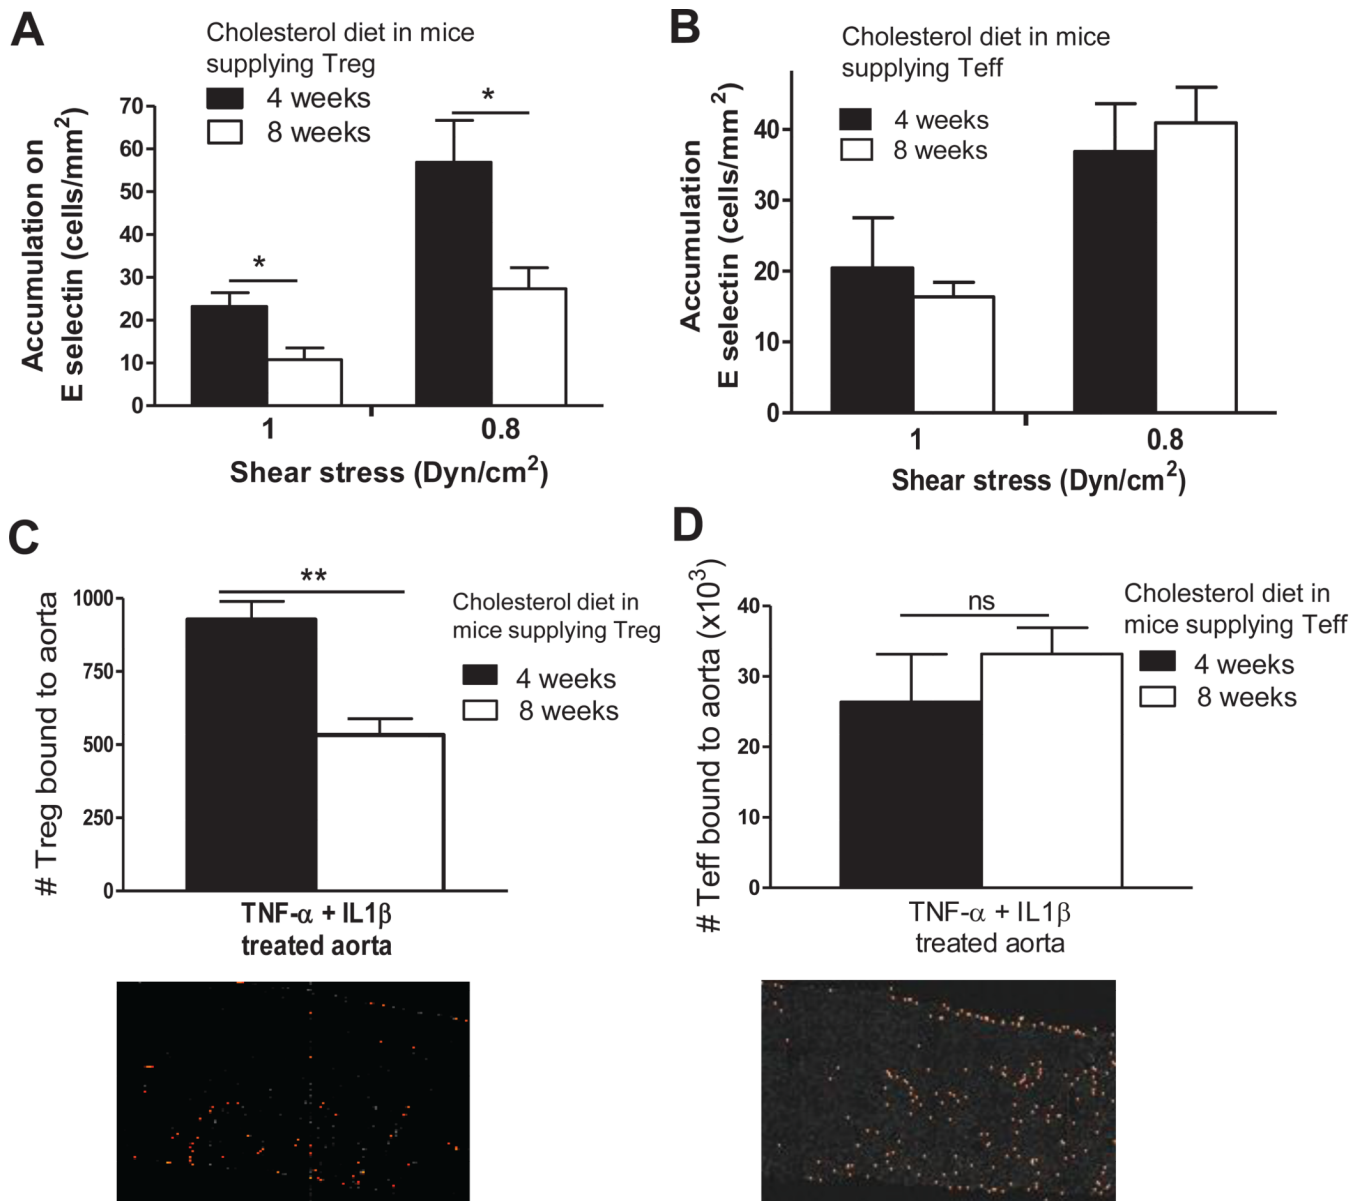 A
Cholesterol diet in mice
supplying Treg
4 weeks
8 weeks
*
*
70
60
50
40
30
20
10
0
Accumulation on
E selectin (cells/mm²)
1
0.8
Shear stress (Dyn/cm²)
B
Cholesterol diet in mice
supplying Teff
4 weeks
8 weeks
40
30
20
10
0
Accumulation
E selectin (cells/mm²)
1
0.8
Shear stress (Dyn/cm²)
C
**
Cholesterol diet in
mice supplying Treg
4 weeks
8 weeks
1000
750
500
250
0
# Treg bound to aorta
TNF-α + IL1β
treated aorta
D
ns
Cholesterol diet in
mice supplying Teff
4 weeks
8 weeks
40
30
20
10
0
# Teff bound to aorta (x10³)
TNF-α + IL1β
treated aorta